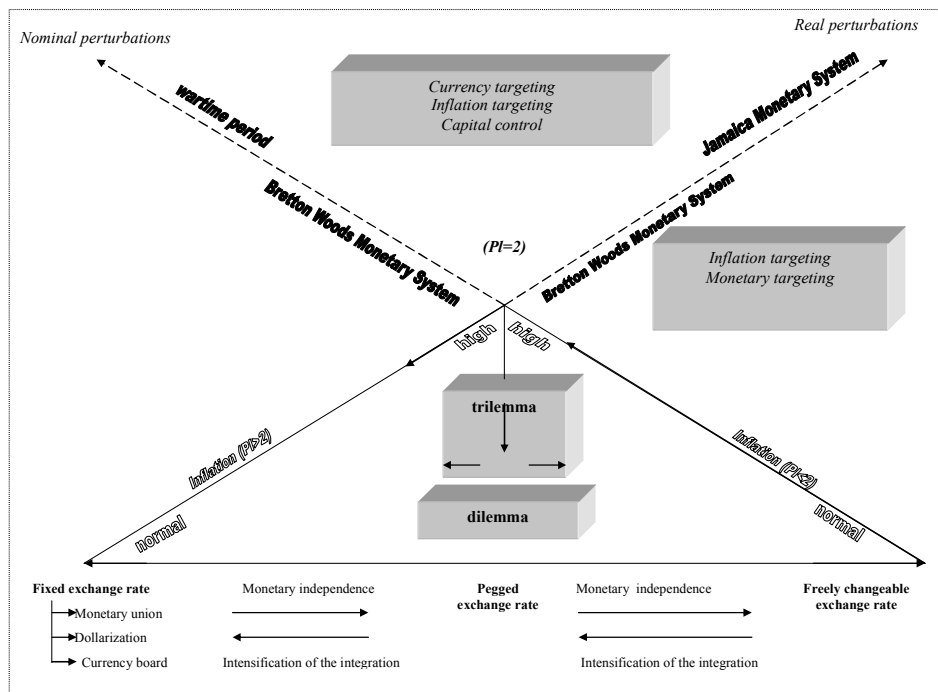 Nominal perturbations
Real perturbations
Currency targeting
Inflation targeting
Capital control
wartime period
Jamaica Monetary System
Bretton Woods Monetary System
Bretton Woods Monetary System
(PI=2)
Inflation targeting
Monetary targeting
high
high
trilemma
Inflation (PI>2)
Inflation (PI<2)
dilemma
normal
normal
Fixed exchange rate
Monetary independence
Pegged
exchange rate
Monetary independence
Freely changeable
exchange rate
Monetary union
Dollarization
Currency board
Intensification of the integration
Intensification of the integration